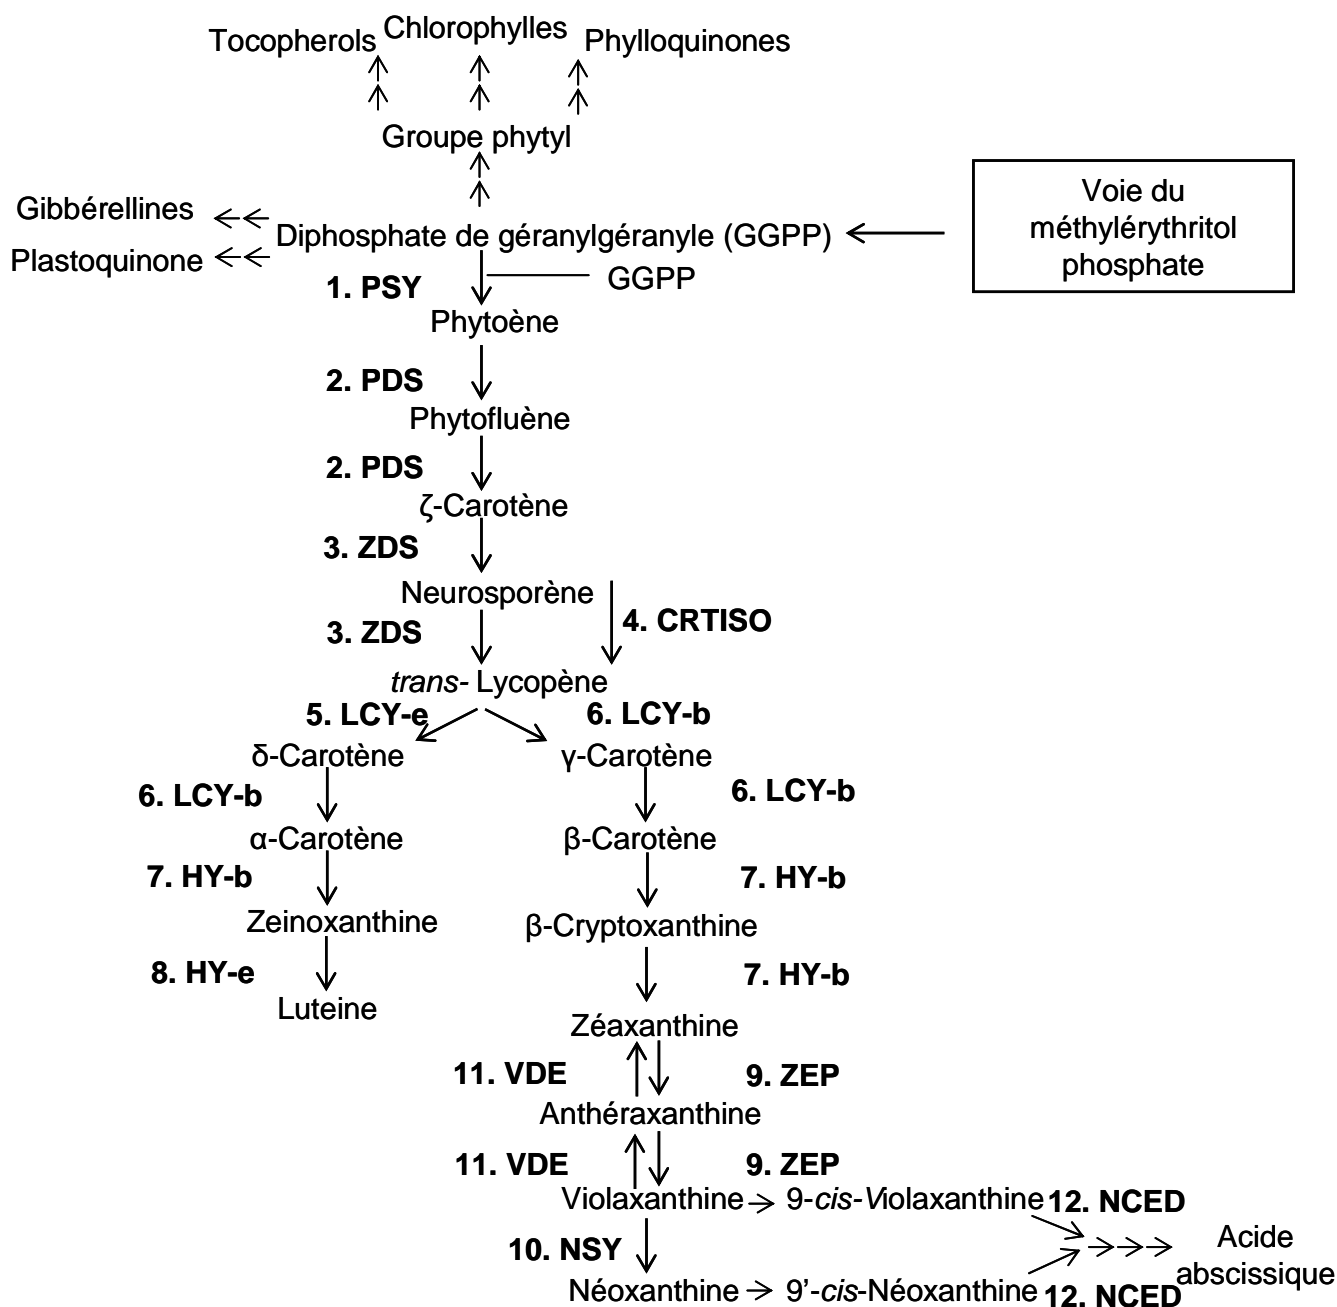 Tocopherols Chlorophylles Phylloquinones
Groupe phytyl
Gibbérellines
Plastoquinone
Diphosphate de géranylgéranyle (GGPP)
Voie du
méthylérythritol
phosphate
1. PSY
GGPP
Phytoène
2. PDS
Phytofluène
2. PDS
ζ-Carotène
3. ZDS
Neurosporène
3. ZDS
4. CRTISO
trans- Lycopène
5. LCY-e
6. LCY-b
δ-Carotène
γ-Carotène
6. LCY-b
6. LCY-b
α-Carotène
β-Carotène
7. HY-b
7. HY-b
Zeinoxanthine
β-Cryptoxanthine
8. HY-e
7. HY-b
Luteine
Zéaxanthine
11. VDE
9. ZEP
Anthéraxanthine
11. VDE
9. ZEP
Violaxanthine
9-cis-Violaxanthine
12. NCED
10. NSY
Acide
abscissique
Néoxanthine
9'-cis-Néoxanthine
12. NCED